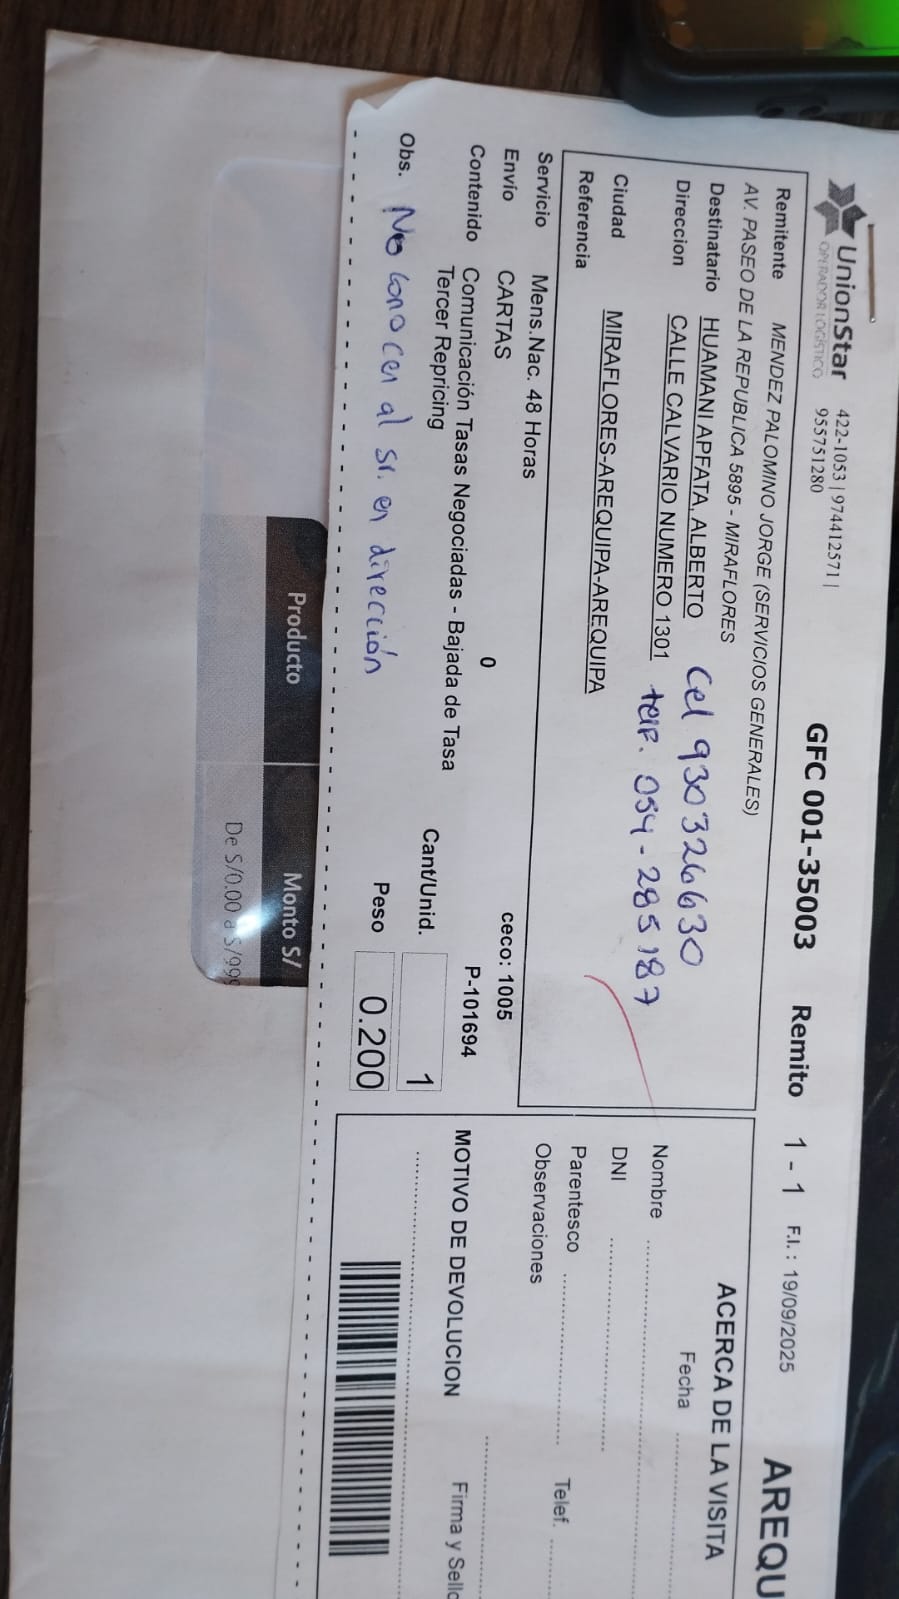 UnionStar
OPERADOR LOGÍSTICO
422-1053 | 974412571 |
955751280
GFC 001-35003 Remito 1 - 1 F.I. : 19/09/2025
Remitente MENDEZ PALOMINO JORGE (SERVICIOS GENERALES)
AV. PASEO DE LA REPUBLICA 5895 - MIRAFLORES
Destinatario HUAMANI APFATA, ALBERTO Cel 930326630
Direccion CALLE CALVARIO NUMERO 1301 telf. 054-285187
Ciudad MIRAFLORES-AREQUIPA-AREQUIPA
Referencia
Servicio Mens.Nac. 48 Horas
Envío CARTAS 0 ceco: 1005
Contenido Comunicación Tasas Negociadas - Bajada de Tasa
Tercer Repricing
P-101694
Cant/Unid. 1
Peso 0.200
Obs. No conocen al sr. en dirección
AREQU
ACERCA DE LA VISITA
Fecha
Nombre
DNI
Parentesco Telef.
Observaciones
MOTIVO DE DEVOLUCION Firma y Sello
Producto Monto S/
De S/0.00 a S/999